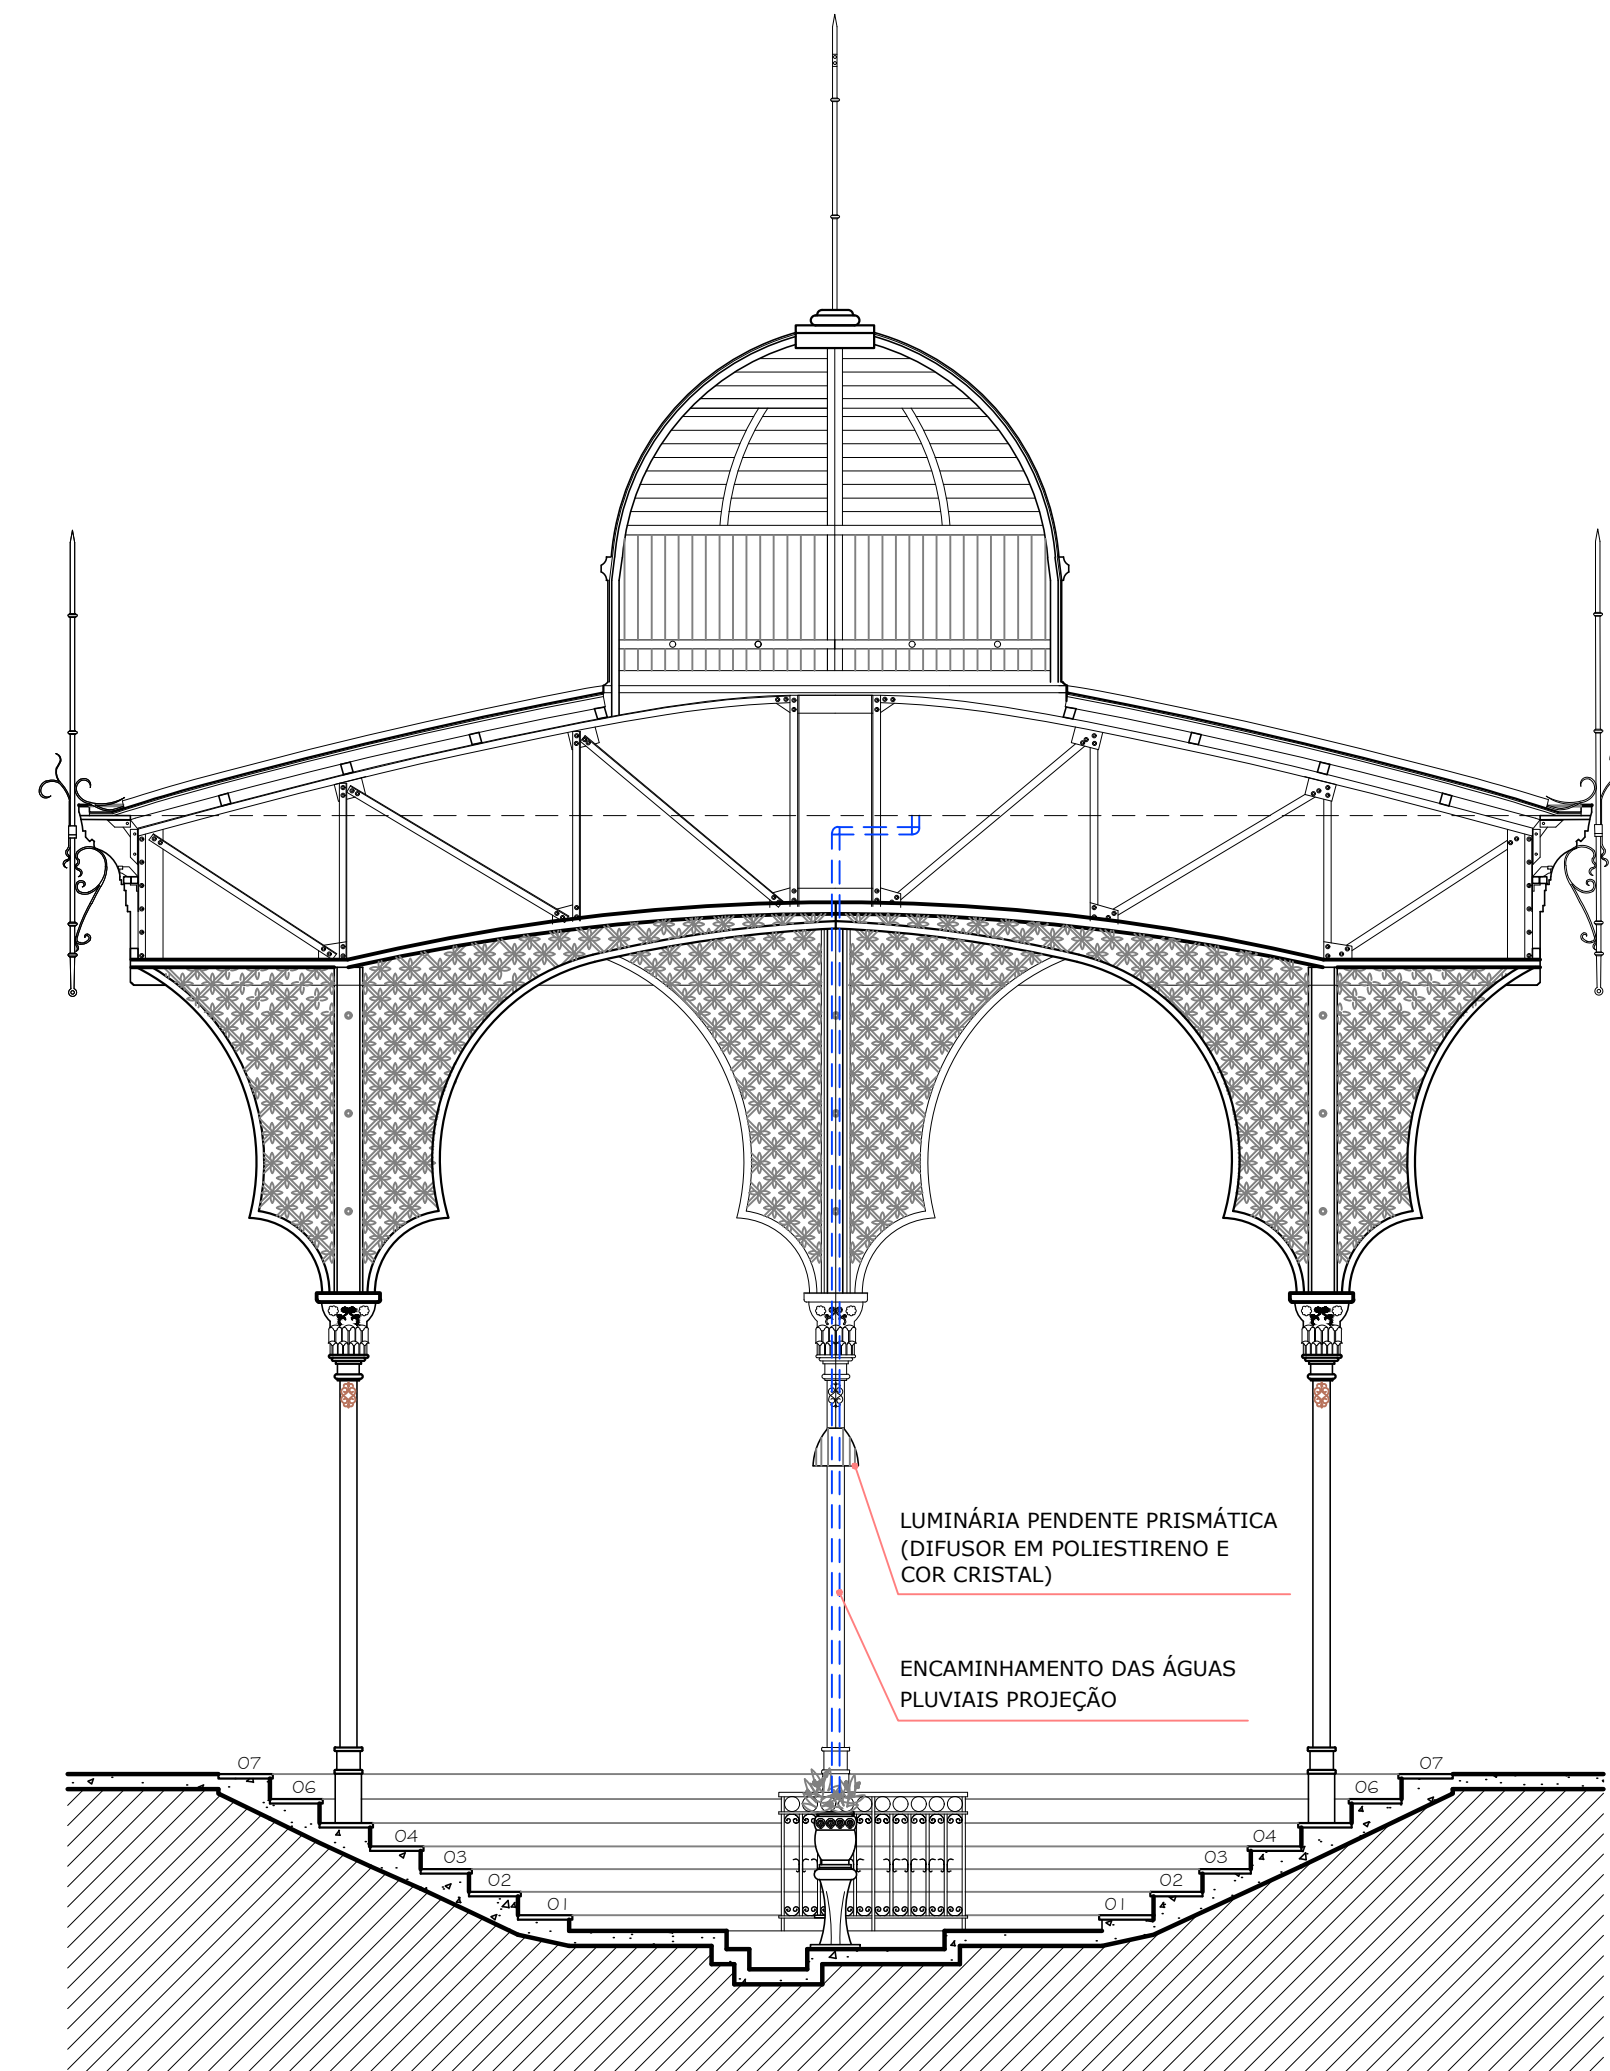 LUMINÁRIA PENDENTE PRISMÁTICA
(DIFUSOR EM POLIESTIRENO E
COR CRISTAL)
ENCAMINHAMENTO DAS ÁGUAS
PLUVIAIS PROJEÇÃO
07 07
06 06
04 04
03 03
02 02
01 01